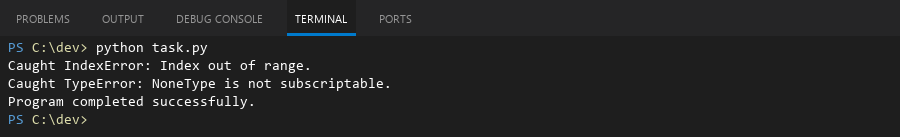 PROBLEMS OUTPUT DEBUG CONSOLE TERMINAL PORTS
PS C:\dev> python task.py
Caught IndexError: Index out of range.
Caught TypeError: NoneType is not subscriptable.
Program completed successfully.
PS C:\dev>